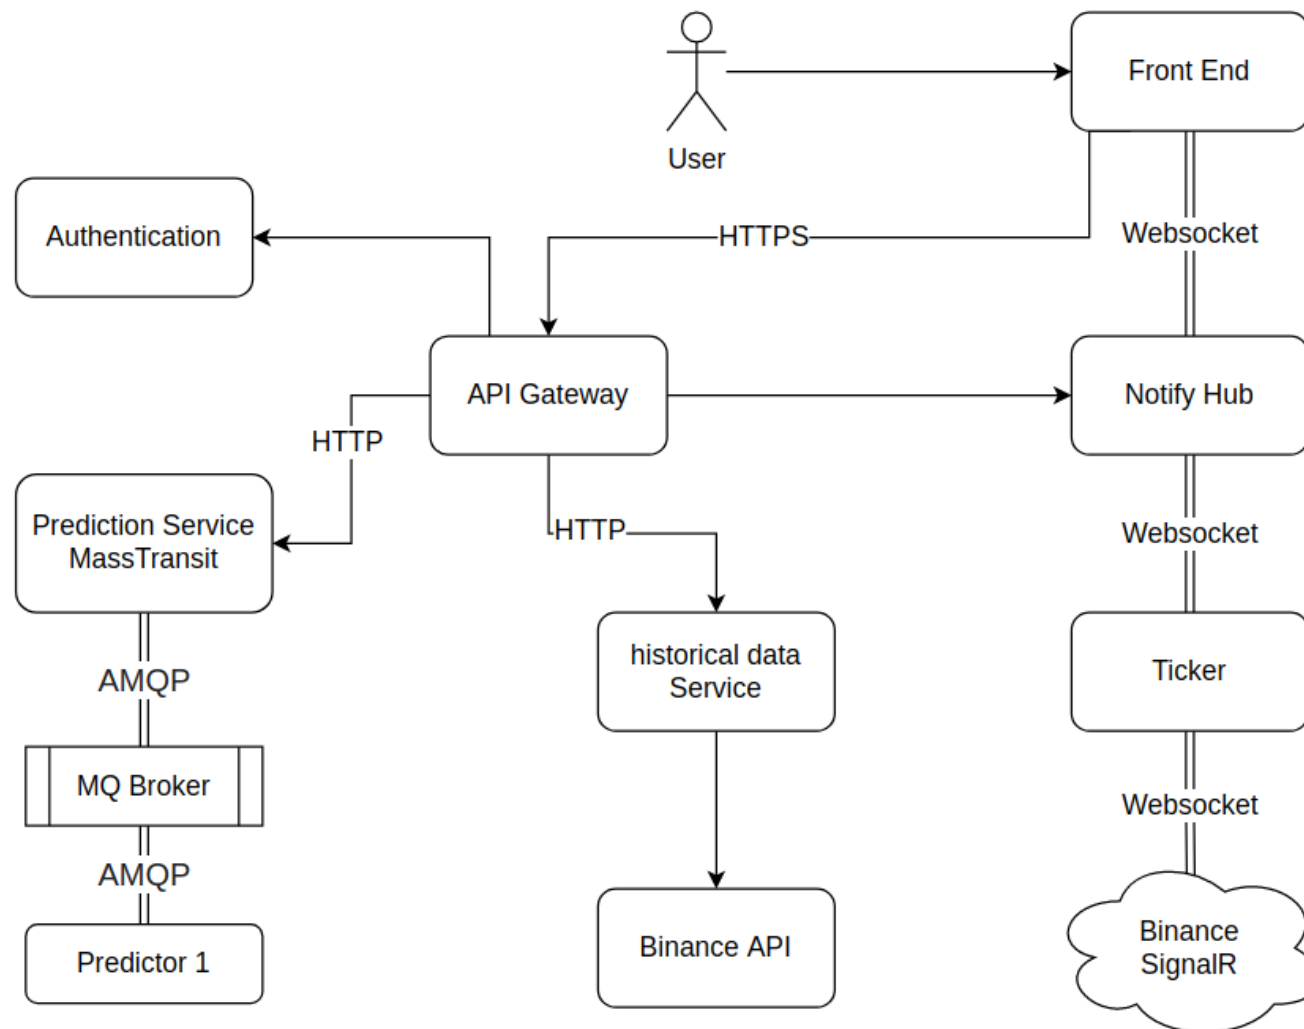 Front End
User
Authentication
HTTPS
Websocket
API Gateway
Notify Hub
HTTP
Prediction Service
MassTransit
HTTP
Websocket
historical data
Service
Ticker
AMQP
MQ Broker
Websocket
AMQP
Predictor 1
Binance API
Binance
SignalR